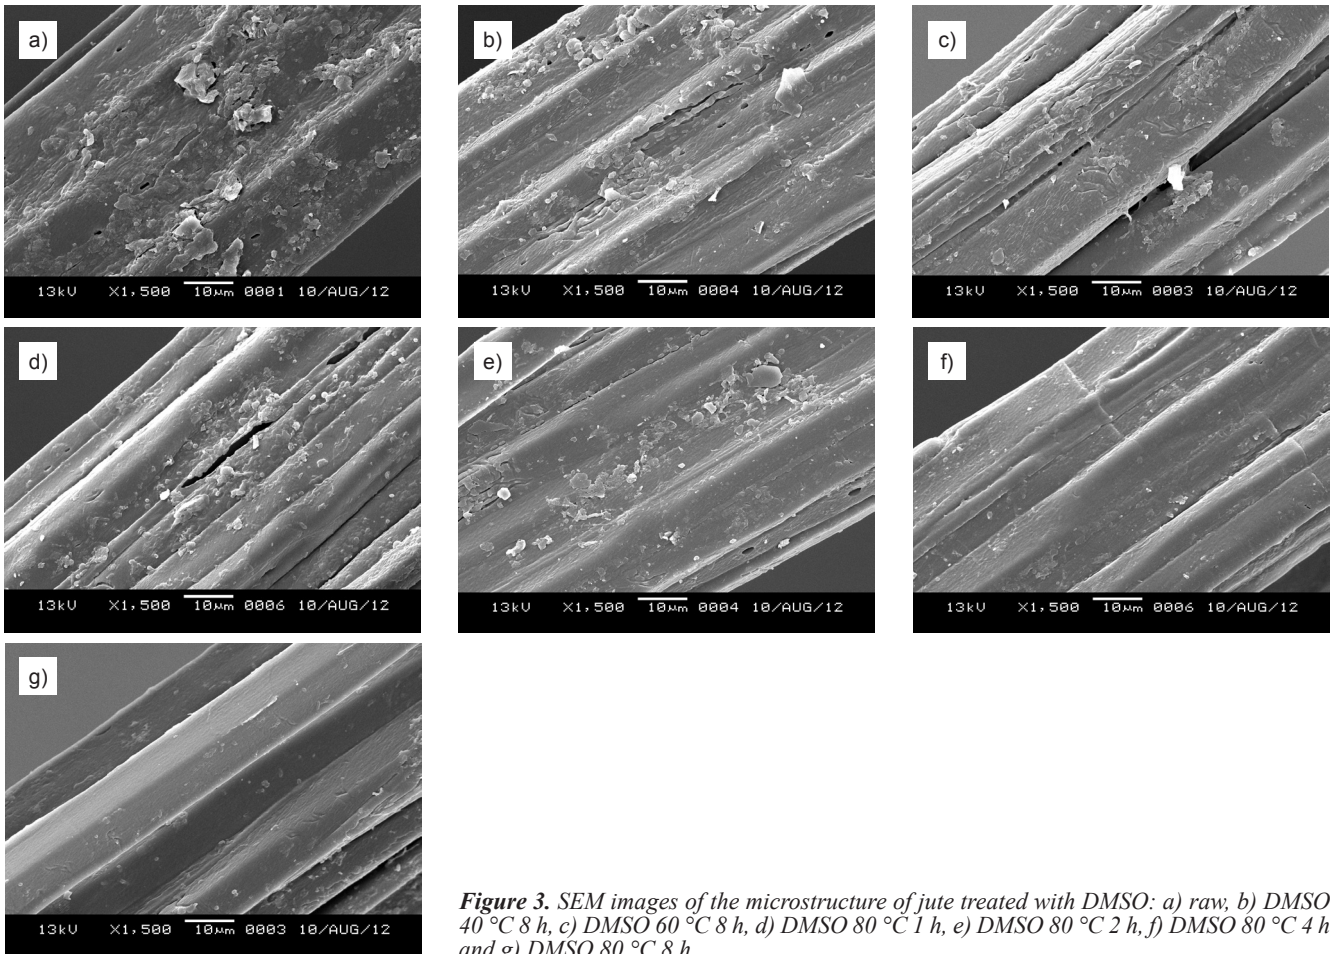 a)
13kV X1,500 10µm 0001 10/AUG/12
b)
13kV X1,500 10µm 0004 10/AUG/12
c)
13kV X1,500 10µm 0003 10/AUG/12
d)
13kV X1,500 10µm 0006 10/AUG/12
e)
13kV X1,500 10µm 0004 10/AUG/12
f)
13kV X1,500 10µm 0006 10/AUG/12
g)
13kV X1,500 10µm 0003 10/AUG/12
Figure 3. SEM images of the microstructure of jute treated with DMSO: a) raw, b) DMSO
40 °C 8 h, c) DMSO 60 °C 8 h, d) DMSO 80 °C 1 h, e) DMSO 80 °C 2 h, f) DMSO 80 °C 4 h
and g) DMSO 80 °C 8 h